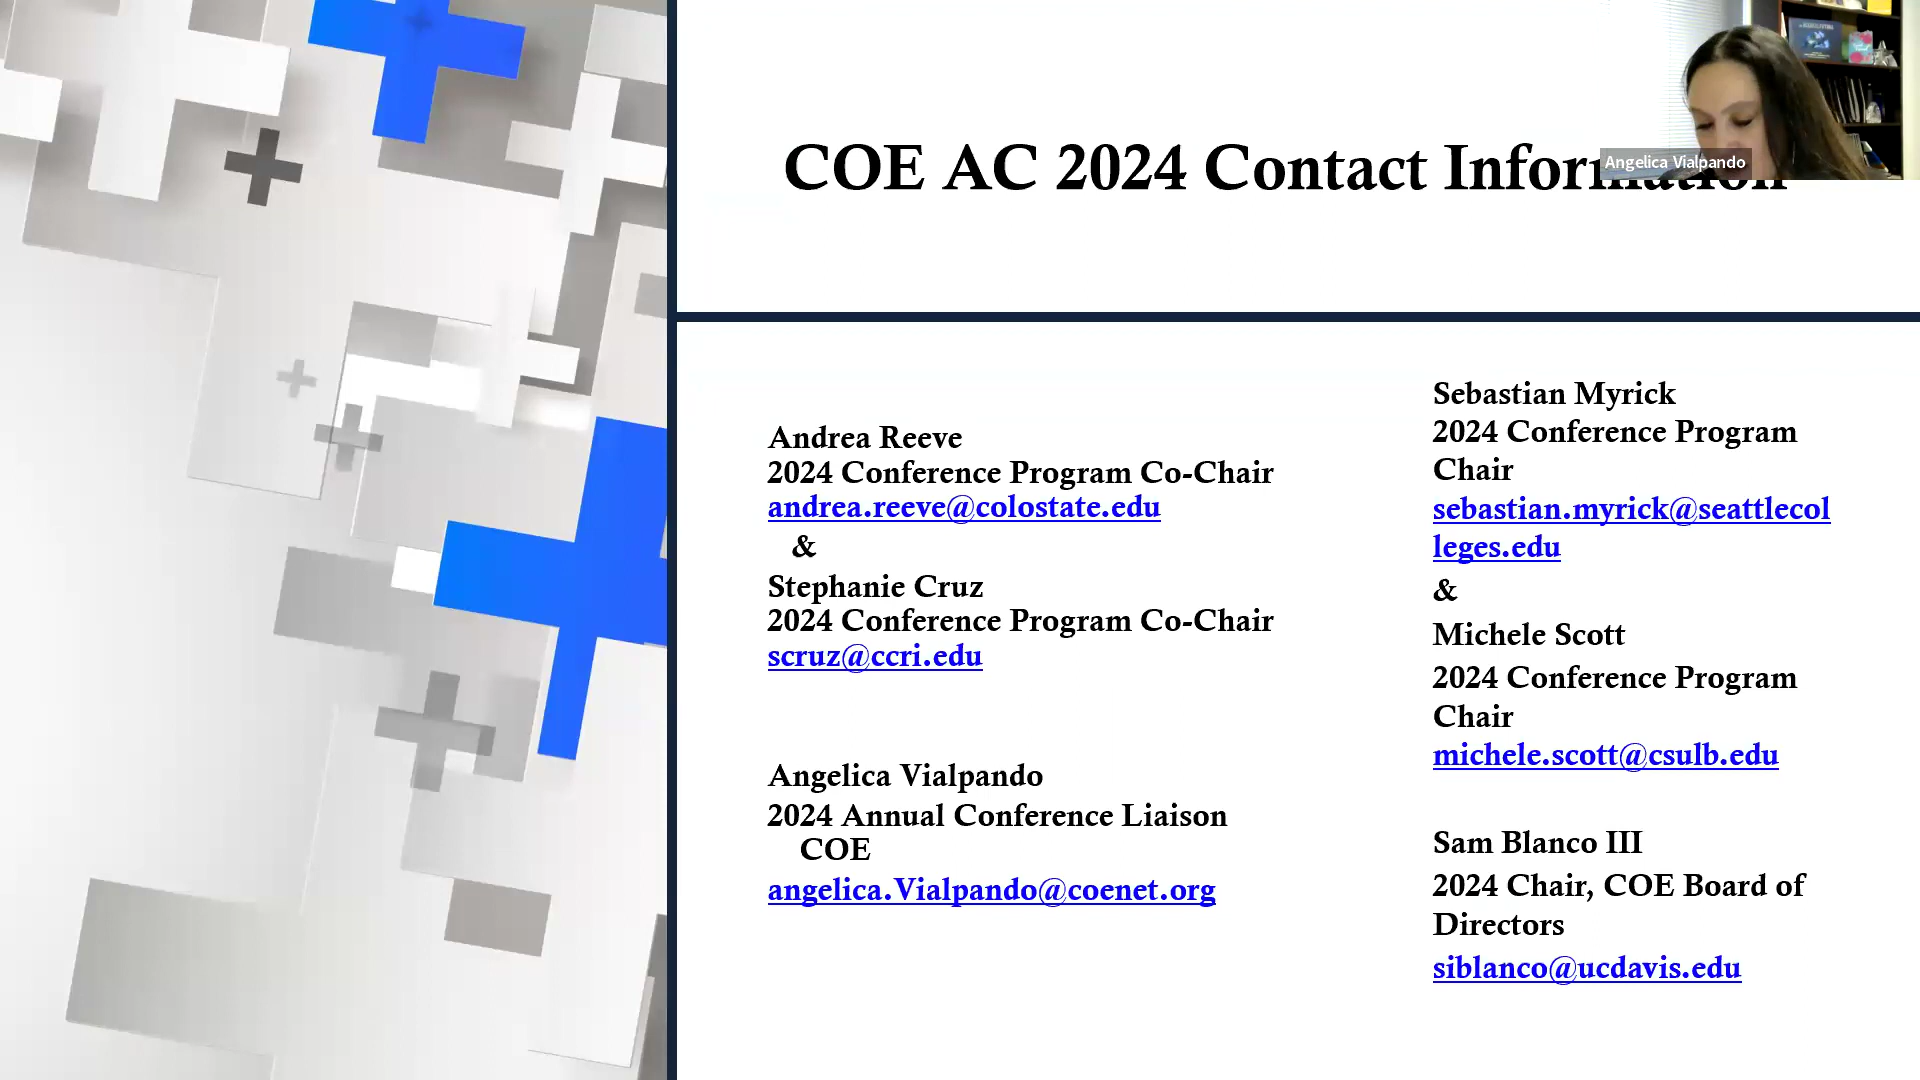 COE AC 2024 Contact Information
Angelica Vialpando
Andrea Reeve
2024 Conference Program Co-Chair
andrea.reeve@colostate.edu
&
Stephanie Cruz
2024 Conference Program Co-Chair
scruz@ccri.edu
Angelica Vialpando
2024 Annual Conference Liaison
COE
angelica.Vialpando@coenet.org
Sebastian Myrick
2024 Conference Program
Chair
sebastian.myrick@seattlecol
leges.edu
&
Michele Scott
2024 Conference Program
Chair
michele.scott@csulb.edu
Sam Blanco III
2024 Chair, COE Board of
Directors
siblanco@ucdavis.edu